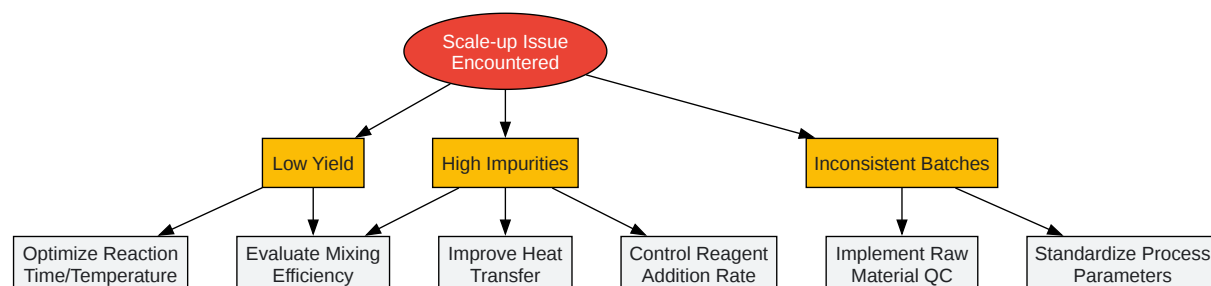 Scale-up Issue
Encountered
Low Yield
High Impurities
Inconsistent Batches
Optimize Reaction
Time/Temperature
Evaluate Mixing
Efficiency
Improve Heat
Transfer
Control Reagent
Addition Rate
Implement Raw
Material QC
Standardize Process
Parameters